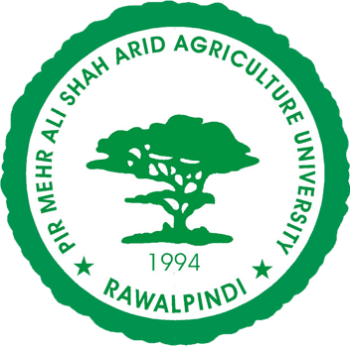 PIR MEHR ALI SHAH ARID AGRICULTURE UNIVERSITY
1994
RAWALPINDI